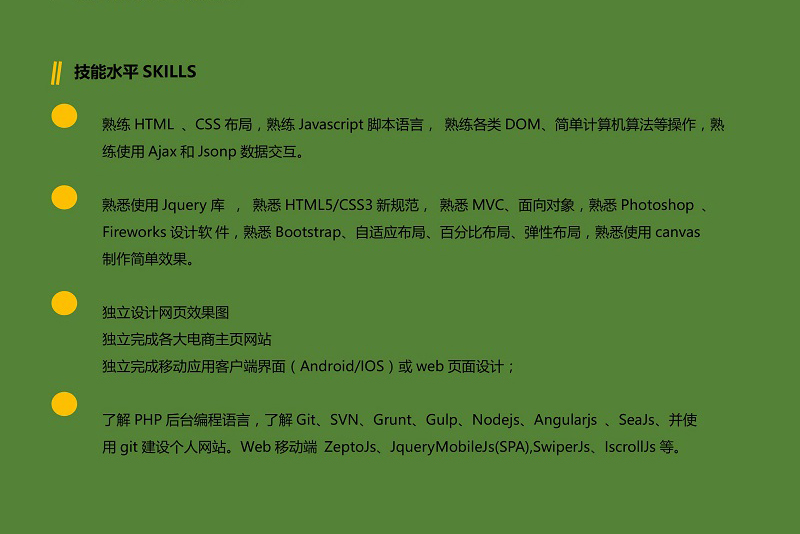 技能水平 SKILLS
熟练 HTML 、CSS 布局，熟练 Javascript 脚本语言， 熟练各类 DOM、简单计算机算法等操作，熟
练使用 Ajax 和 Jsonp 数据交互。
熟悉使用 Jquery 库 ， 熟悉 HTML5/CSS3 新规范， 熟悉 MVC、面向对象，熟悉 Photoshop 、
Fireworks 设计软 件，熟悉 Bootstrap、自适应布局、百分比布局、弹性布局，熟悉使用 canvas
制作简单效果。
独立设计网页效果图
独立完成各大电商主页网站
独立完成移动应用客户端界面（Android/IOS）或 web 页面设计；
了解 PHP 后台编程语言，了解 Git、SVN、Grunt、Gulp、Nodejs、Angularjs 、SeaJs、并使
用 git 建设个人网站。Web 移动端 ZeptoJs、JqueryMobileJs(SPA),SwiperJs、IscrollJs 等。